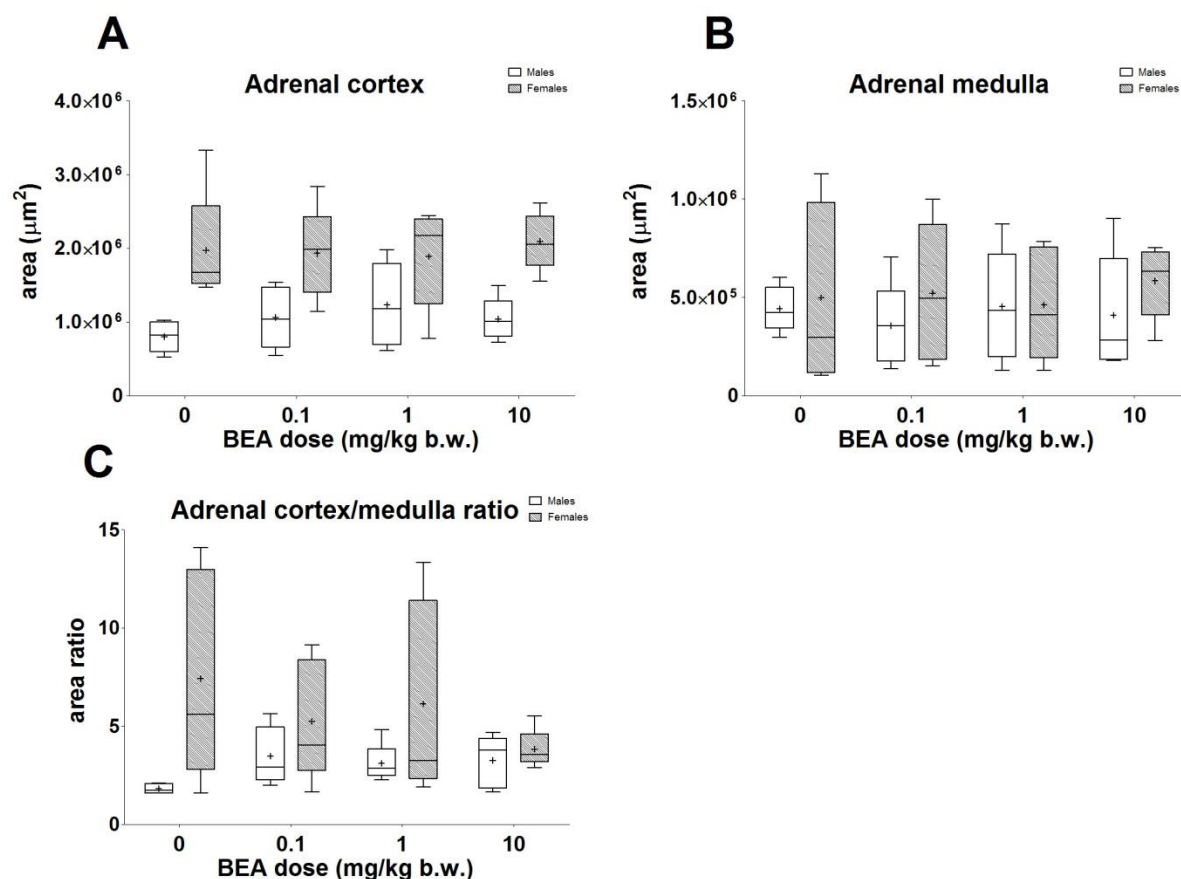 A
Adrenal cortex
Males
Females
4.0×10⁶
3.0×10⁶
2.0×10⁶
1.0×10⁶
0
area (µm²)
0 0.1 1 10
BEA dose (mg/kg b.w.)
B
Adrenal medulla
Males
Females
1.5×10⁶
1.0×10⁶
5.0×10⁵
0
area (µm²)
0 0.1 1 10
BEA dose (mg/kg b.w.)
C
Adrenal cortex/medulla ratio
Males
Females
15
10
5
0
area ratio
0 0.1 1 10
BEA dose (mg/kg b.w.)